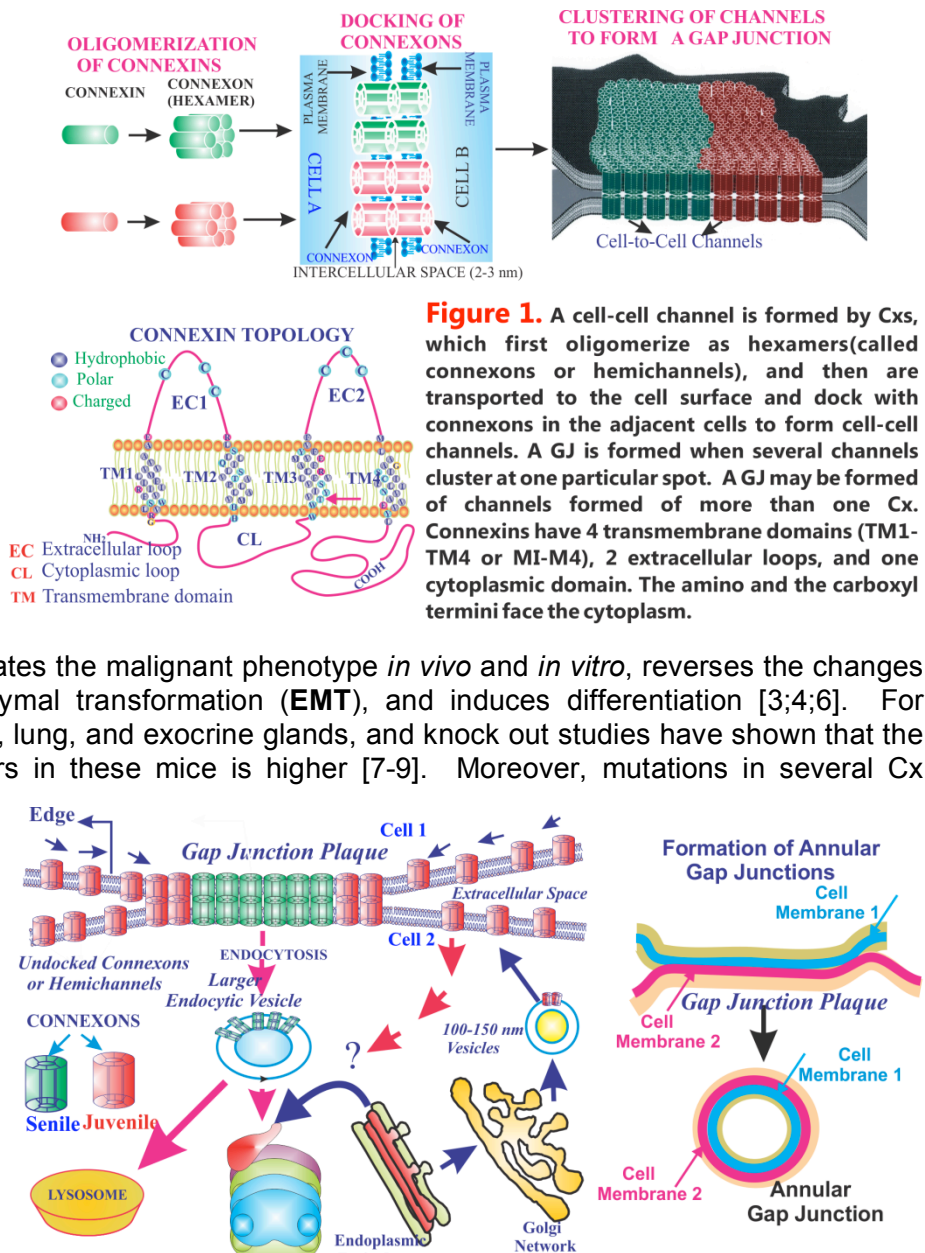 DOCKING OF
CONNEXONS
CLUSTERING OF CHANNELS
TO FORM A GAP JUNCTION
OLIGOMERIZATION
OF CONNEXINS
CONNEXIN
CONNEXON
(HEXAMER)
PLASMA
MEMBRANE
PLASMA
MEMBRANE
CELL A
CELL B
CONNEXON
CONNEXON
INTERCELLULAR SPACE (2-3 nm)
Cell-to-Cell Channels
CONNEXIN TOPOLOGY
Hydrophobic
Polar
Charged
C
C
C
EC1
C
C
C
EC2
TM1
TM2
TM3
TM4
NH2
CL
COOH
EC Extracellular loop
CL Cytoplasmic loop
TM Transmembrane domain
Figure 1. A cell-cell channel is formed by Cxs,
which first oligomerize as hexamers(called
connexons or hemichannels), and then are
transported to the cell surface and dock with
connexons in the adjacent cells to form cell-cell
channels. A GJ is formed when several channels
cluster at one particular spot. A GJ may be formed
of channels formed of more than one Cx.
Connexins have 4 transmembrane domains (TM1-
TM4 or MI-M4), 2 extracellular loops, and one
cytoplasmic domain. The amino and the carboxyl
termini face the cytoplasm.
ates the malignant phenotype in vivo and in vitro, reverses the changes
ymal transformation (EMT), and induces differentiation [3;4;6]. For
, lung, and exocrine glands, and knock out studies have shown that the
rs in these mice is higher [7-9]. Moreover, mutations in several Cx
Edge
Cell 1
Gap Junction Plaque
Extracellular Space
Cell 2
Undocked Connexons
or Hemichannels
ENDOCYTOSIS
Larger
Endocytic Vesicle
CONNEXONS
Senile Juvenile
?
100-150 nm
Vesicles
LYSOSOME
Endoplasmic
Golgi
Network
Formation of Annular
Gap Junctions
Cell
Membrane 1
Gap Junction Plaque
Cell
Membrane 2
Cell
Membrane 1
Cell
Membrane 2
Annular
Gap Junction